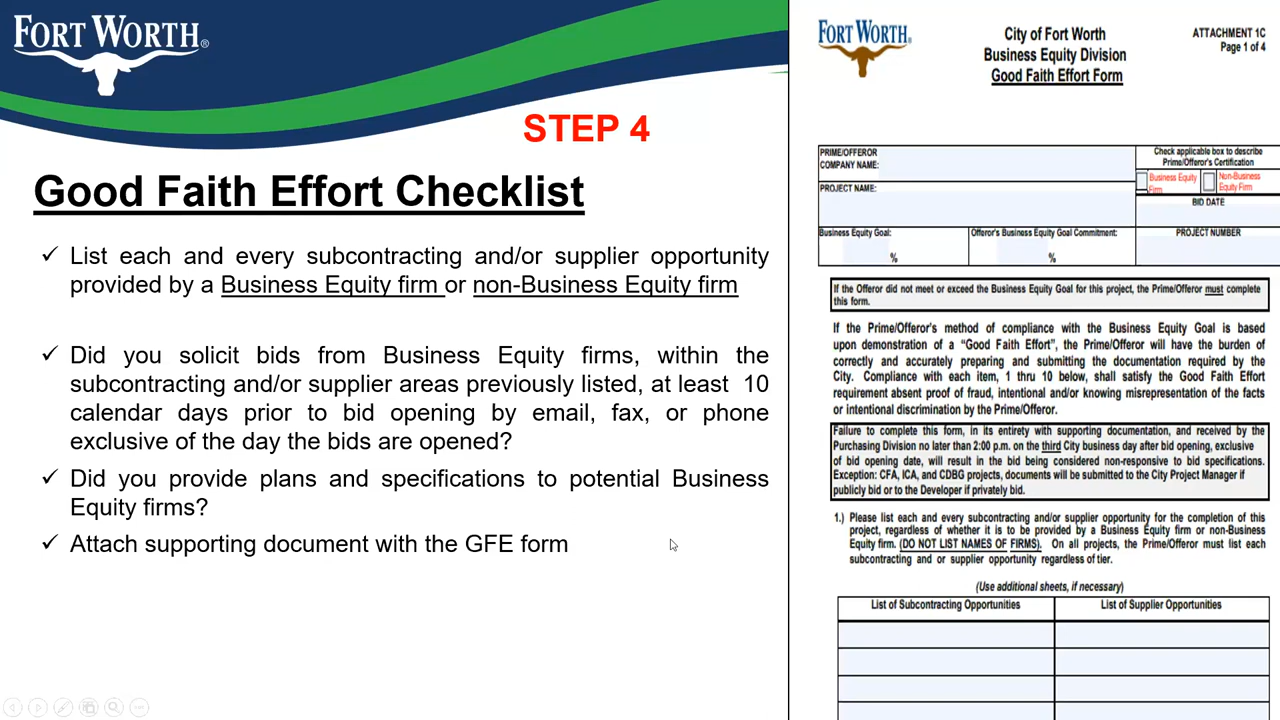 FORT WORTH®
STEP 4
Good Faith Effort Checklist
✓ List each and every subcontracting and/or supplier opportunity
provided by a Business Equity firm or non-Business Equity firm
✓ Did you solicit bids from Business Equity firms, within the
subcontracting and/or supplier areas previously listed, at least 10
calendar days prior to bid opening by email, fax, or phone
exclusive of the day the bids are opened?
✓ Did you provide plans and specifications to potential Business
Equity firms?
✓ Attach supporting document with the GFE form
FORT WORTH®
City of Fort Worth
Business Equity Division
Good Faith Effort Form
ATTACHMENT 1C
Page 1 of 4
PRIME/OFFEROR
COMPANY NAME:
Check applicable box to describe
Prime/Offeror's Certification
PROJECT NAME:
Business Equity
Firm
Non-Business
Equity Firm
BID DATE
Business Equity Goal:
%
Offeror's Business Equity Goal Commitment:
%
PROJECT NUMBER
If the Offeror did not meet or exceed the Business Equity Goal for this project, the Prime/Offeror must complete
this form.
If the Prime/Offeror's method of compliance with the Business Equity Goal is based
upon demonstration of a “Good Faith Effort”, the Prime/Offeror will have the burden of
correctly and accurately preparing and submitting the documentation required by the
City. Compliance with each item, 1 thru 10 below, shall satisfy the Good Faith Effort
requirement absent proof of fraud, intentional and/or knowing misrepresentation of the facts
or intentional discrimination by the Prime/Offeror.
Failure to complete this form, in its entirety with supporting documentation, and received by the
Purchasing Division no later than 2:00 p.m. on the third City business day after bid opening, exclusive
of bid opening date, will result in the bid being considered non-responsive to bid specifications.
Exception: CFA, ICA, and CDBG projects, documents will be submitted to the City Project Manager if
publicly bid or to the Developer if privately bid.
1.) Please list each and every subcontracting and/or supplier opportunity for the completion of this
project, regardless of whether it is to be provided by a Business Equity firm or non-Business
Equity firm. (DO NOT LIST NAMES OF FIRMS). On all projects, the Prime/Offeror must list each
subcontracting and or supplier opportunity regardless of tier.
(Use additional sheets, if necessary)
List of Subcontracting Opportunities
List of Supplier Opportunities